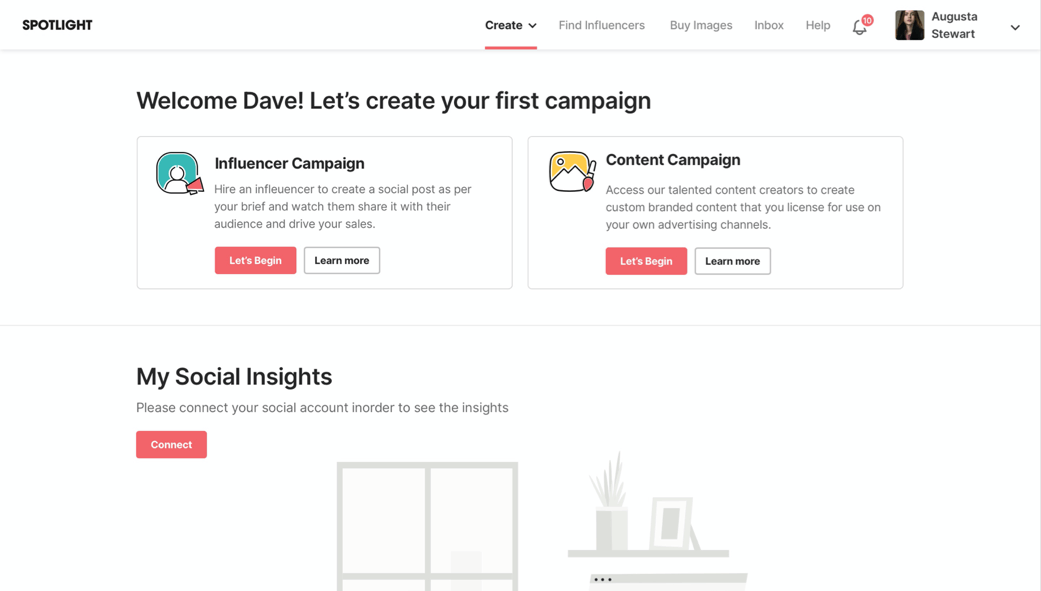 SPOTLIGHT
Create
Find Influencers
Buy Images
Inbox
Help
10
Augusta
Stewart
Welcome Dave! Let’s create your first campaign
Influencer Campaign
Hire an infleuencer to create a social post as per
your brief and watch them share it with their
audience and drive your sales.
Let’s Begin
Learn more
Content Campaign
Access our talented content creators to create
custom branded content that you license for use on
your own advertising channels.
Let’s Begin
Learn more
My Social Insights
Please connect your social account inorder to see the insights
Connect